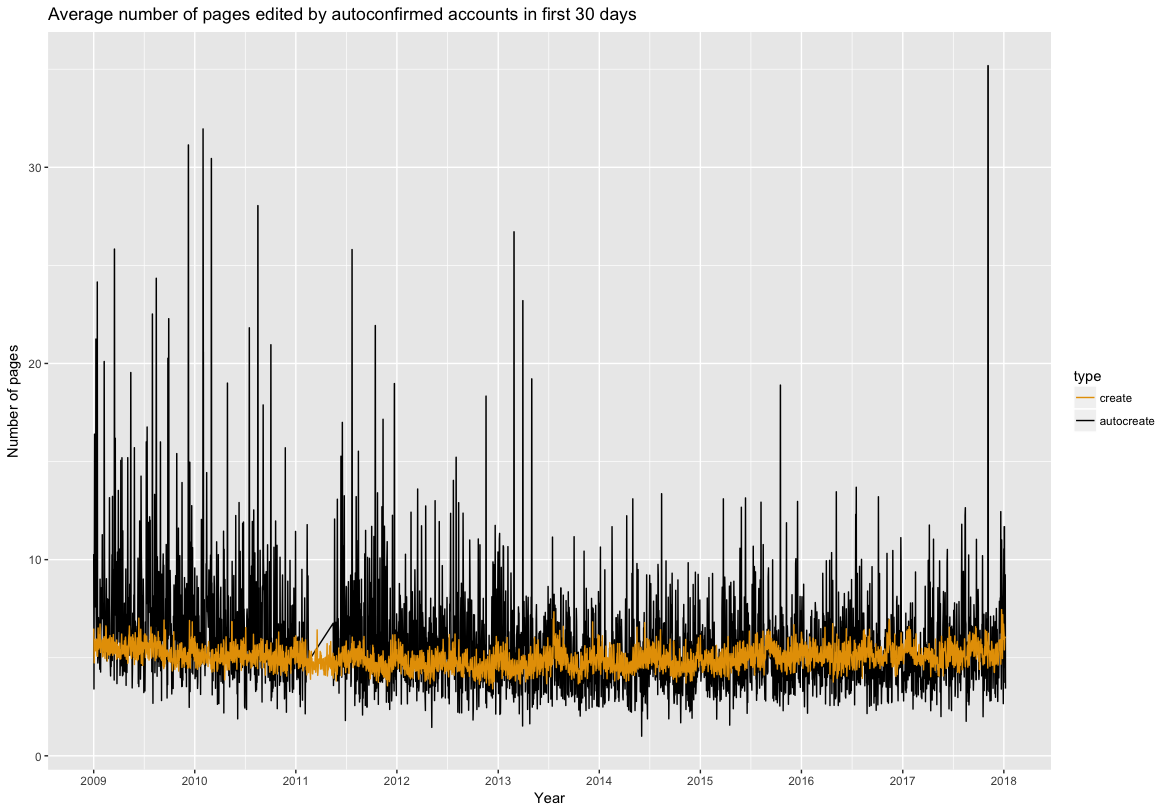 Average number of pages edited by autoconfirmed accounts in first 30 days
Number of pages
30
20
10
0
2009 2010 2011 2012 2013 2014 2015 2016 2017 2018
Year
type
create
autocreate